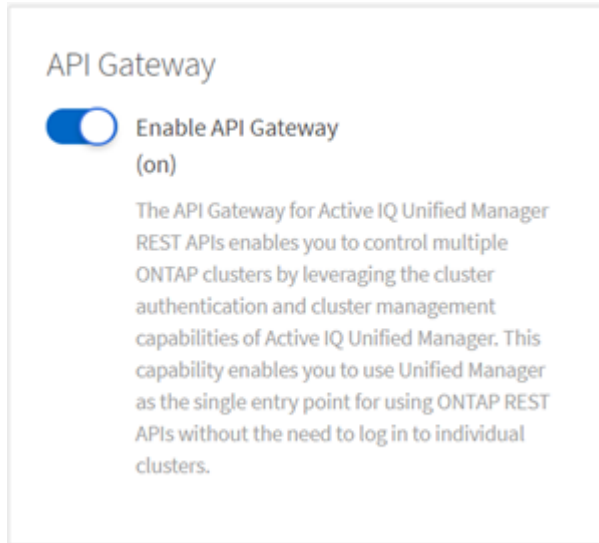 API Gateway
Enable API Gateway
(on)
The API Gateway for Active IQ Unified Manager
REST APIs enables you to control multiple
ONTAP clusters by leveraging the cluster
authentication and cluster management
capabilities of Active IQ Unified Manager. This
capability enables you to use Unified Manager
as the single entry point for using ONTAP REST
APIs without the need to log in to individual
clusters.